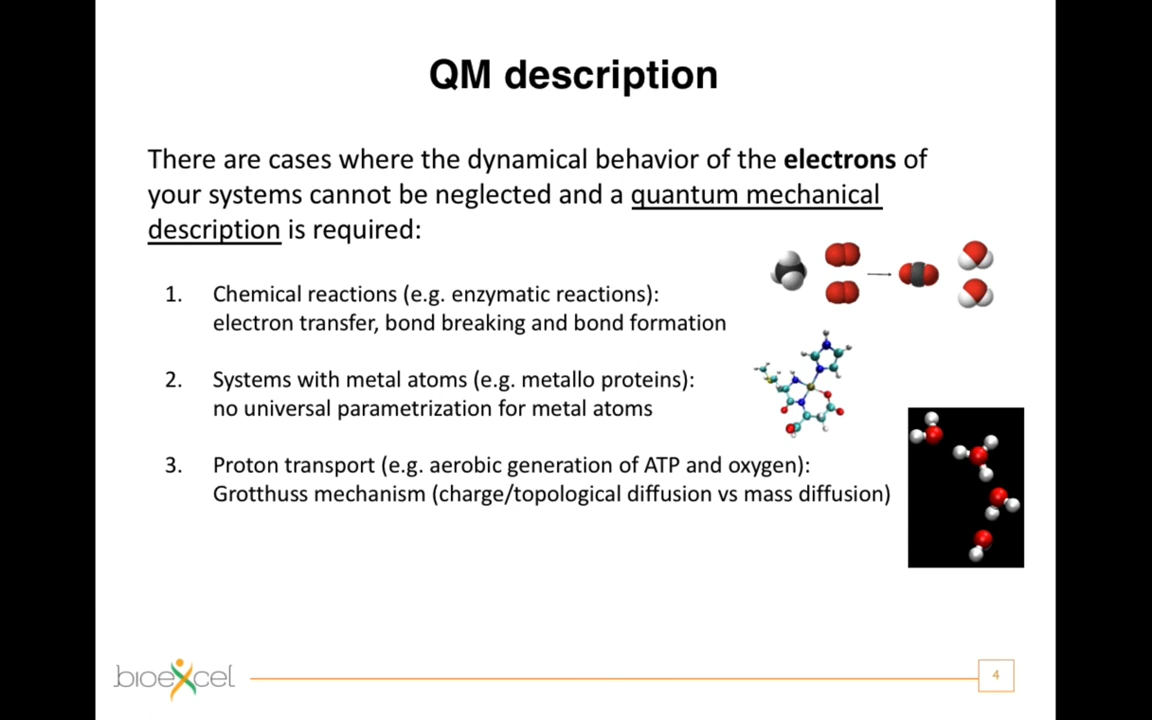 QM description
There are cases where the dynamical behavior of the electrons of
your systems cannot be neglected and a quantum mechanical
description is required:
1. Chemical reactions (e.g. enzymatic reactions):
electron transfer, bond breaking and bond formation
2. Systems with metal atoms (e.g. metallo proteins):
no universal parametrization for metal atoms
3. Proton transport (e.g. aerobic generation of ATP and oxygen):
Grotthuss mechanism (charge/topological diffusion vs mass diffusion)
bioexcel
4